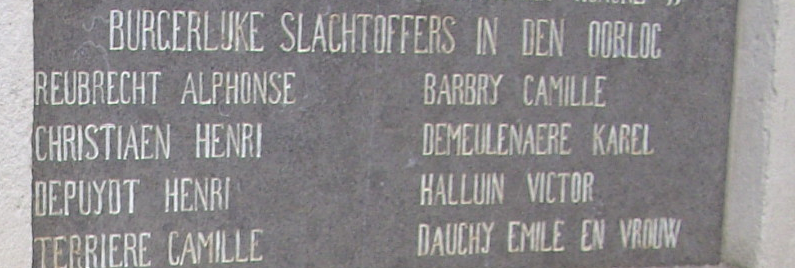 BURGERLIJKE SLACHTOFFERS IN DEN OORLOG
REUBRECHT ALPHONSE
CHRISTIAEN HENRI
DEPUYDT HENRI
TERRIERE CAMILLE
BARBRY CAMILLE
DEMEULENAERE KAREL
HALLUIN VICTOR
DAUCHY EMILE EN VROUW